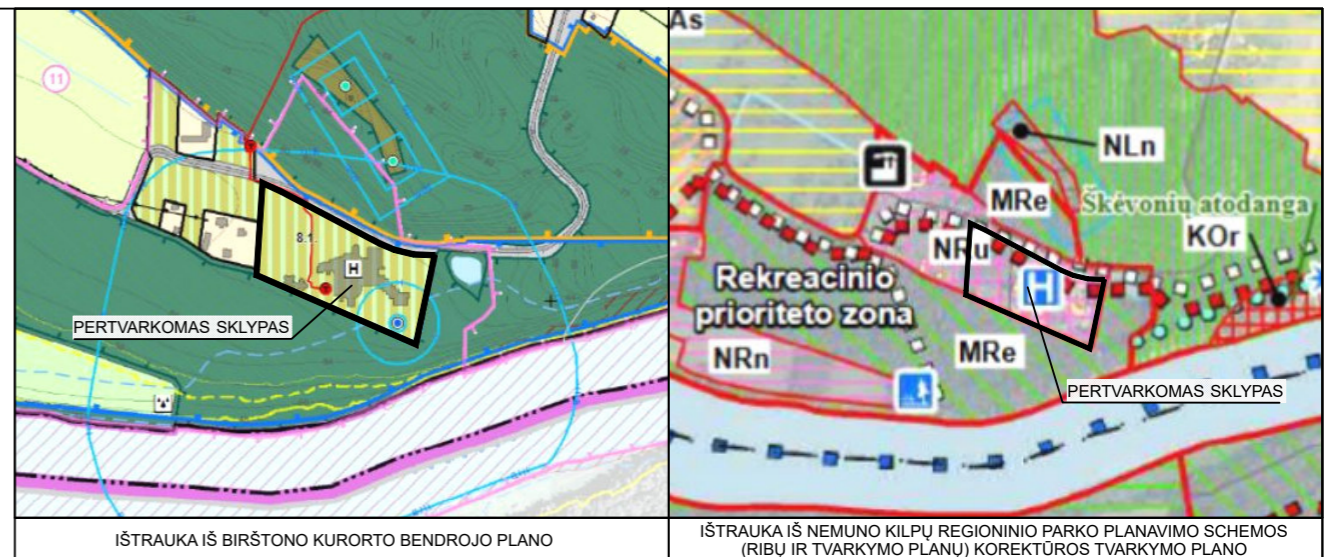 11
8.1.
H
PERTVARKOMAS SKLYPAS
IŠTRAUKA IŠ BIRŠTONO KURORTO BENDROJO PLANO
As
NLn
MRe
Škėvonių atodanga
KOr
NRu
H
Rekreacinio
prioriteto zona
MRe
NRn
PERTVARKOMAS SKLYPAS
IŠTRAUKA IŠ NEMUNO KILPŲ REGIONINIO PARKO PLANAVIMO SCHEMOS
(RIBŲ IR TVARKYMO PLANŲ) KOREKTŪROS TVARKYMO PLANO